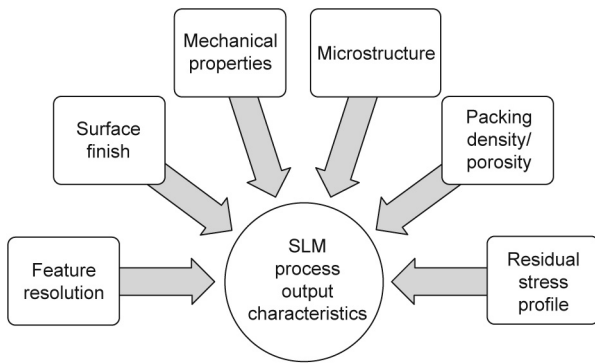 Mechanical
properties
Microstructure
Surface
finish
Packing
density/
porosity
Feature
resolution
SLM
process
output
characteristics
Residual
stress
profile